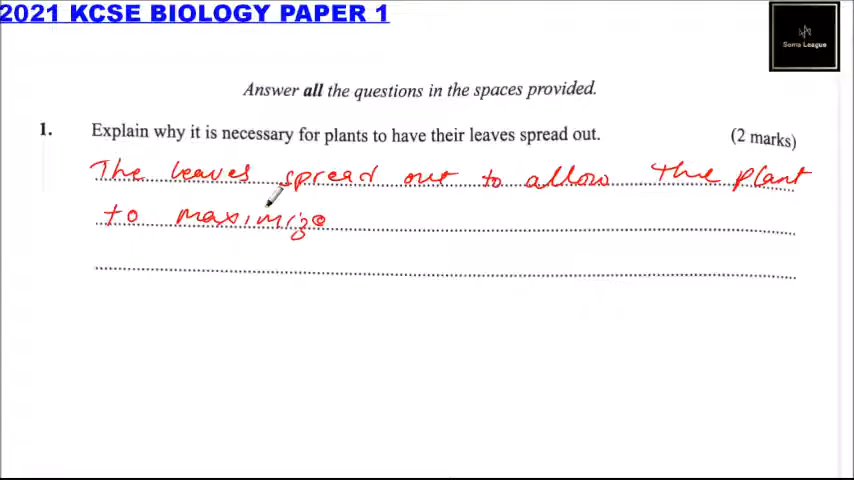 2021 KCSE BIOLOGY PAPER 1
Soma League
Answer all the questions in the spaces provided.
1. Explain why it is necessary for plants to have their leaves spread out. (2 marks)
The leaves spread out to allow the plant
to maximize